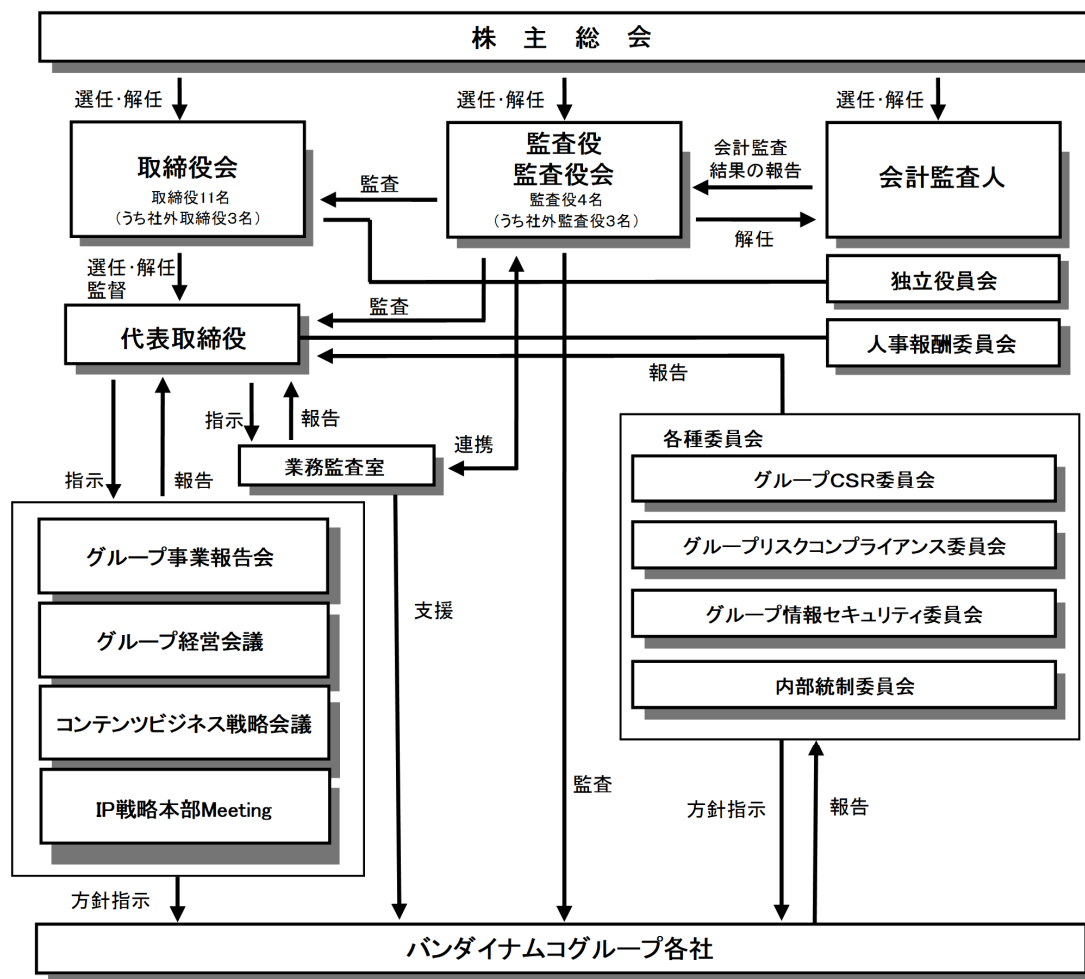 株 主 総 会
選任・解任
選任・解任
選任・解任
取締役会
取締役11名
(うち社外取締役3名)
監査
監査役
監査役会
監査役4名
(うち社外監査役3名)
会計監査
結果の報告
解任
会計監査人
選任・解任
監督
独立役員会
監査
代表取締役
人事報酬委員会
報告
指示
報告
指示
報告
連携
業務監査室
各種委員会
グループCSR委員会
グループリスクコンプライアンス委員会
グループ情報セキュリティ委員会
内部統制委員会
グループ事業報告会
グループ経営会議
コンテンツビジネス戦略会議
IP戦略本部Meeting
支援
監査
方針指示
報告
方針指示
バンダイナムコグループ各社